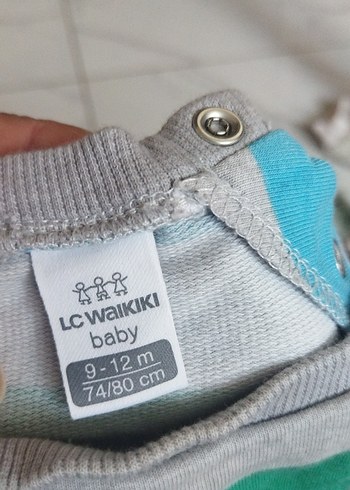 LC WAIKIKI
baby
9 - 12 m
74/80 cm